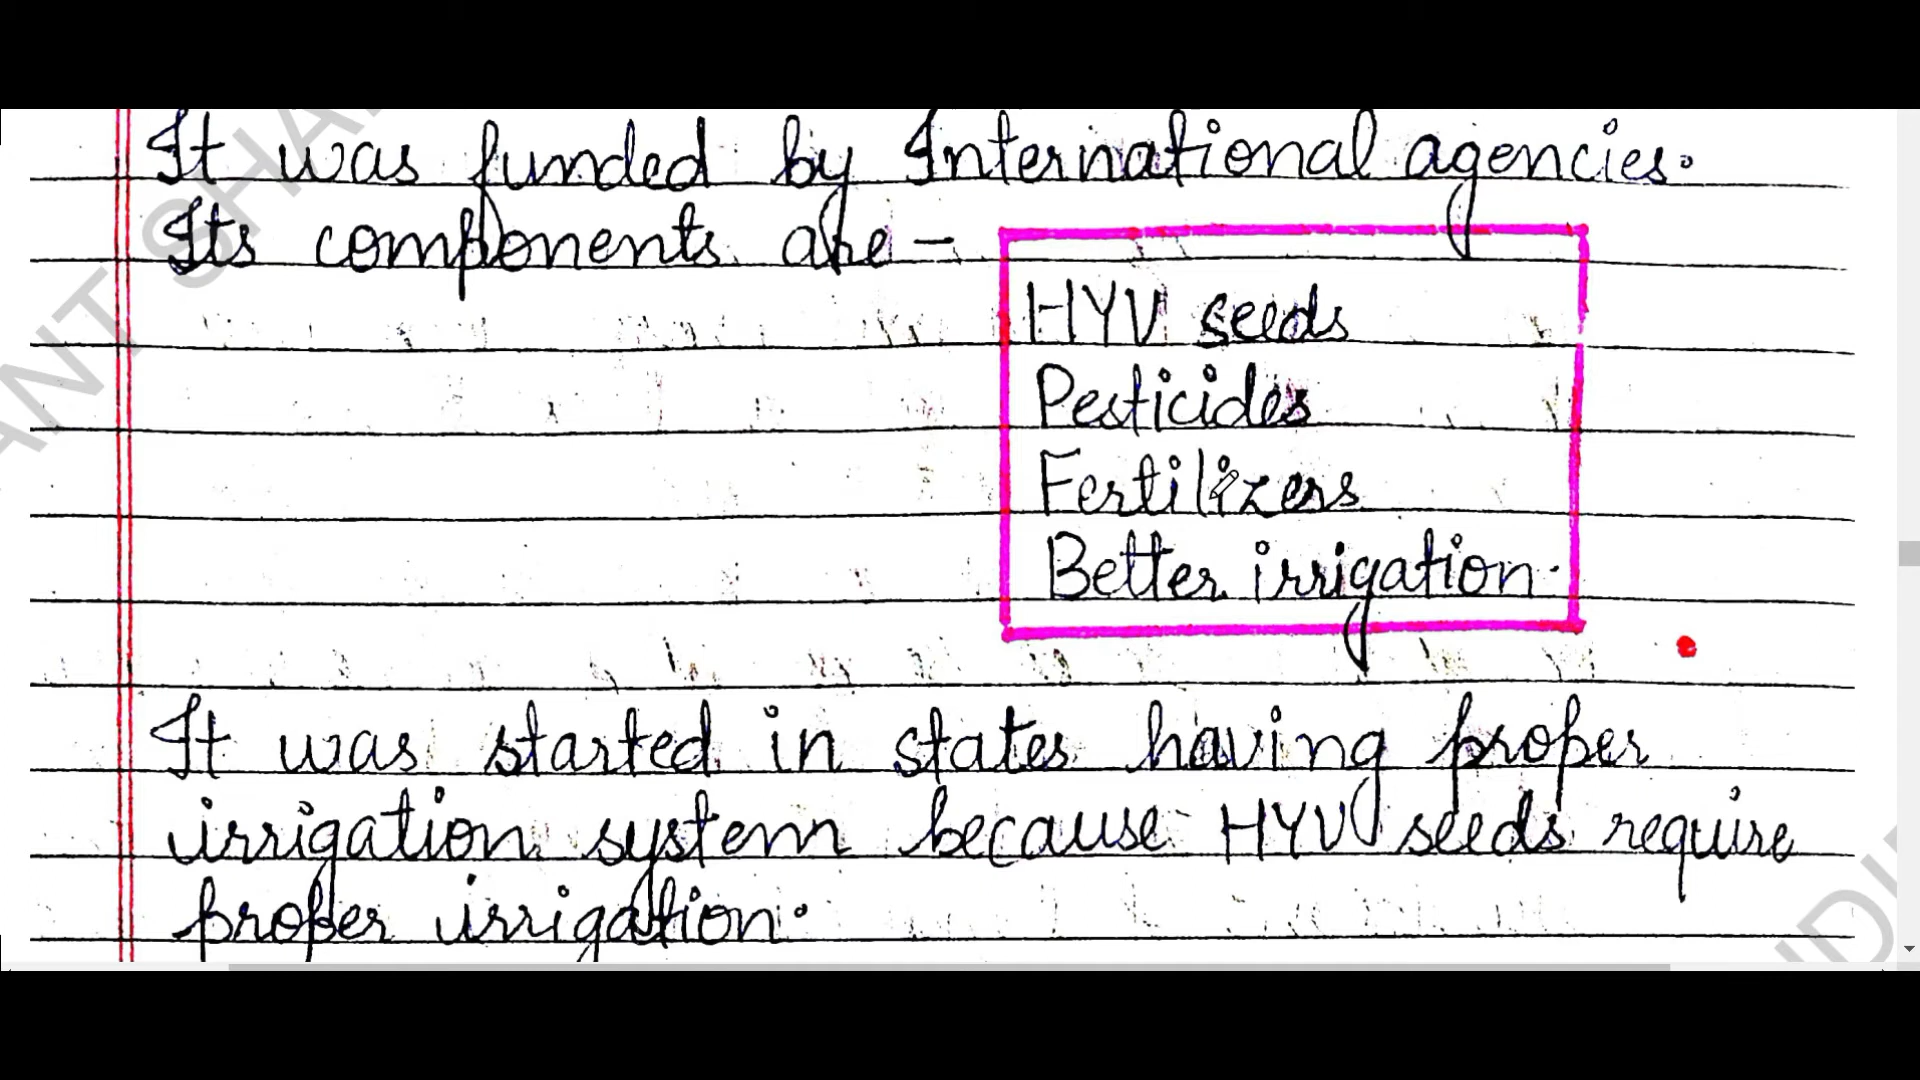 It was funded by International agencies.
Its components are -
HYV seeds
Pesticides
Fertilizers
Better irrigation.
It was started in states having proper
irrigation system because HYV seeds require
proper irrigation.